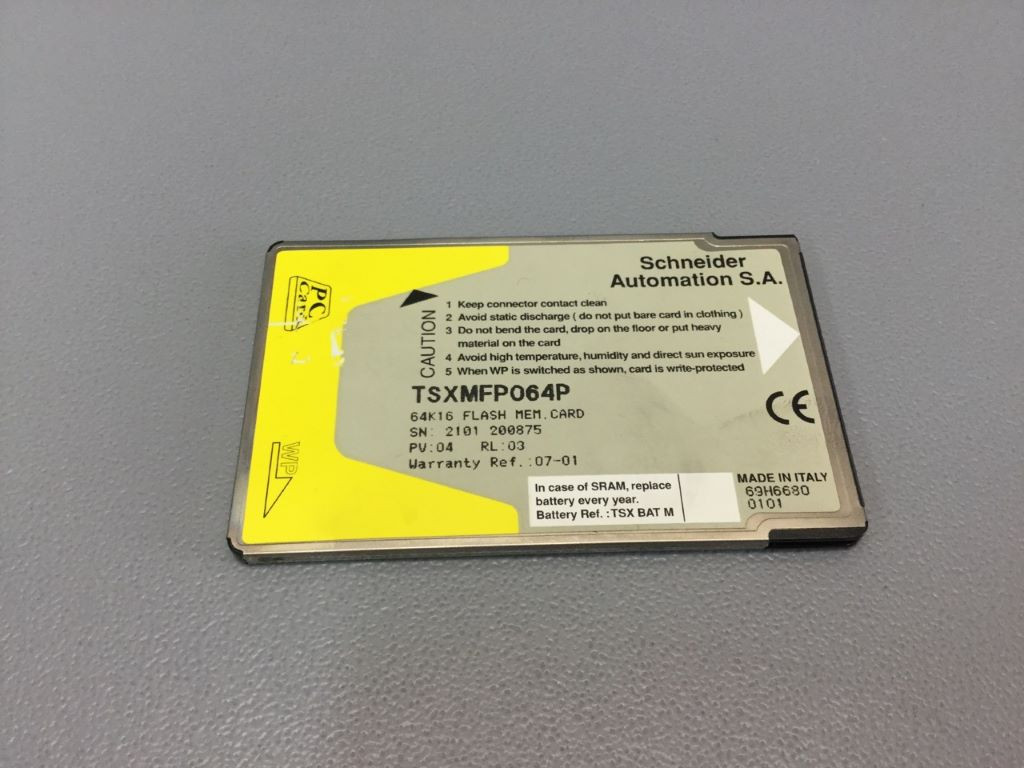 PC
Card
Schneider
Automation S.A.
CAUTION
1 Keep connector contact clean
2 Avoid static discharge ( do not put bare card in clothing )
3 Do not bend the card, drop on the floor or put heavy
material on the card
4 Avoid high temperature, humidity and direct sun exposure
5 When WP is switched as shown, card is write-protected
TSXMFP064P
64K16 FLASH MEM.CARD
SN: 2101 200875
PV:04 RL:03
Warranty Ref.:07-01
WP
In case of SRAM, replace
battery every year.
Battery Ref. : TSX BAT M
MADE IN ITALY
69H6680
0101
CE